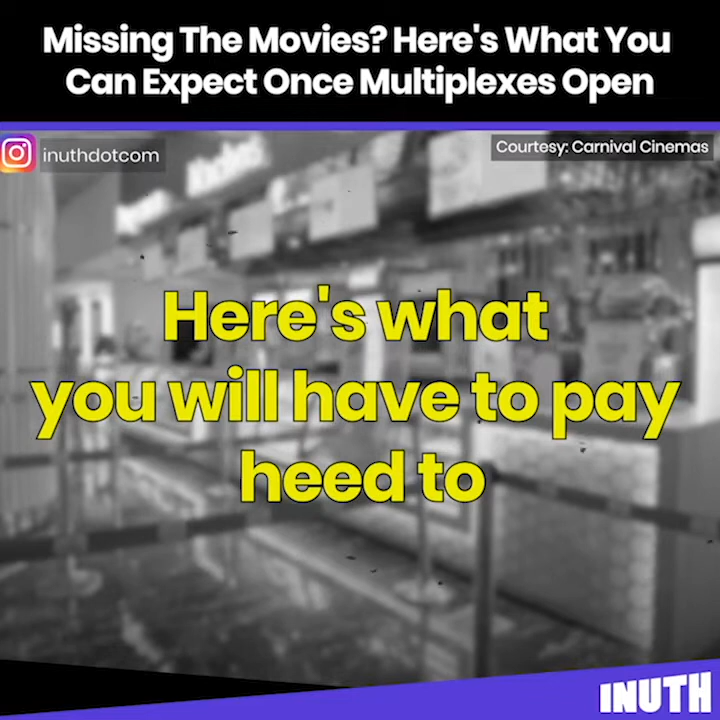 Missing The Movies? Here's What You
Can Expect Once Multiplexes Open
inuthdotcom
Courtesy: Carnival Cinemas
Here's what
you will have to pay
heed to
INUTH